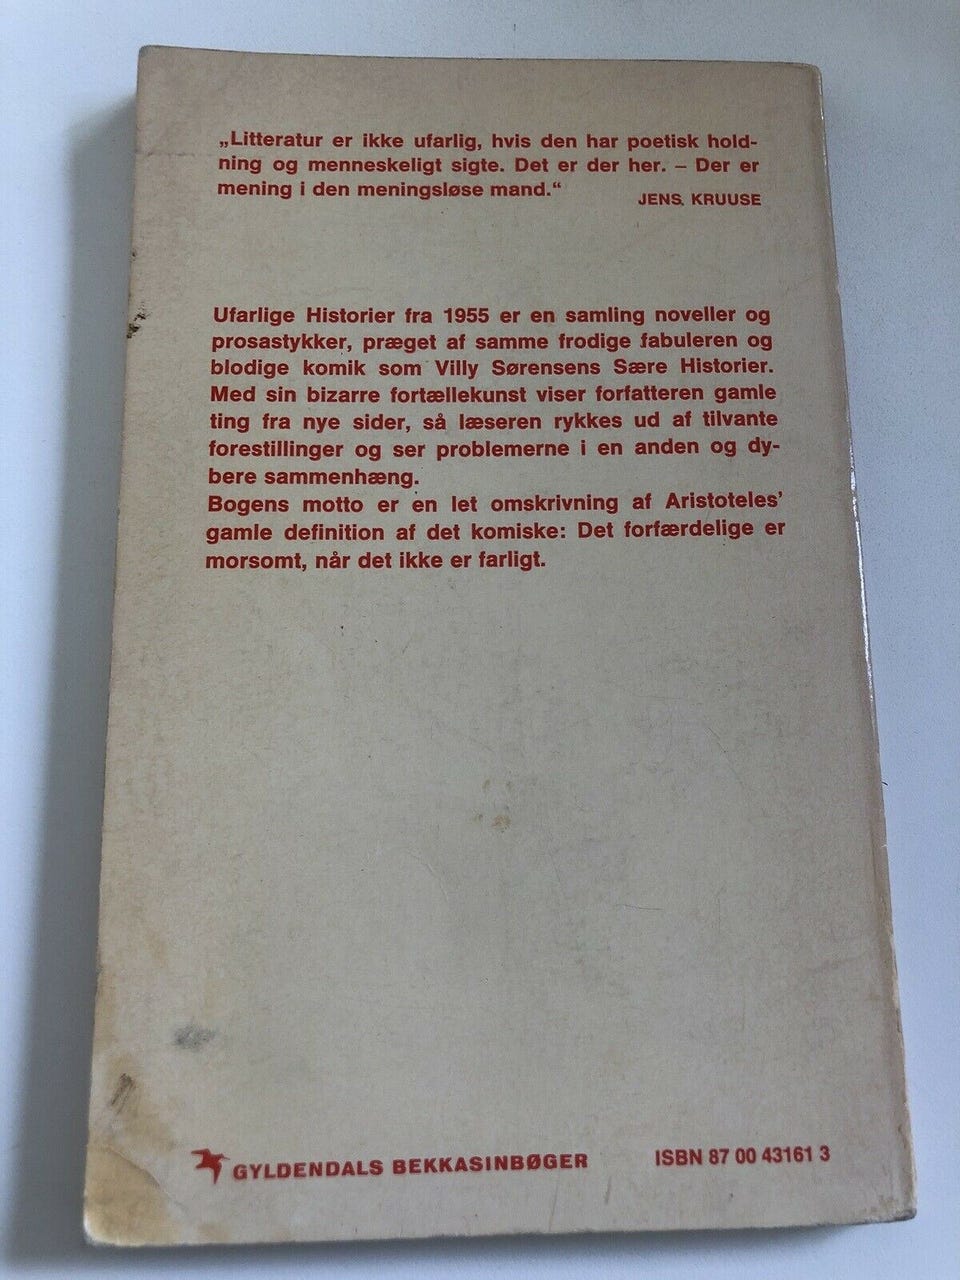 „Litteratur er ikke ufarlig, hvis den har poetisk hold-
ning og menneskeligt sigte. Det er der her. – Der er
mening i den meningsløse mand.“
JENS KRUUSE
Ufarlige Historier fra 1955 er en samling noveller og
prosastykker, præget af samme frodige fabuleren og
blodige komik som Villy Sørensens Sære Historier.
Med sin bizarre fortællekunst viser forfatteren gamle
ting fra nye sider, så læseren rykkes ud af tilvante
forestillinger og ser problemerne i en anden og dy-
bere sammenhæng.
Bogens motto er en let omskrivning af Aristoteles’
gamle definition af det komiske: Det forfærdelige er
morsomt, når det ikke er farligt.
GYLDENDALS BEKKASINBØGER
ISBN 87 00 43161 3